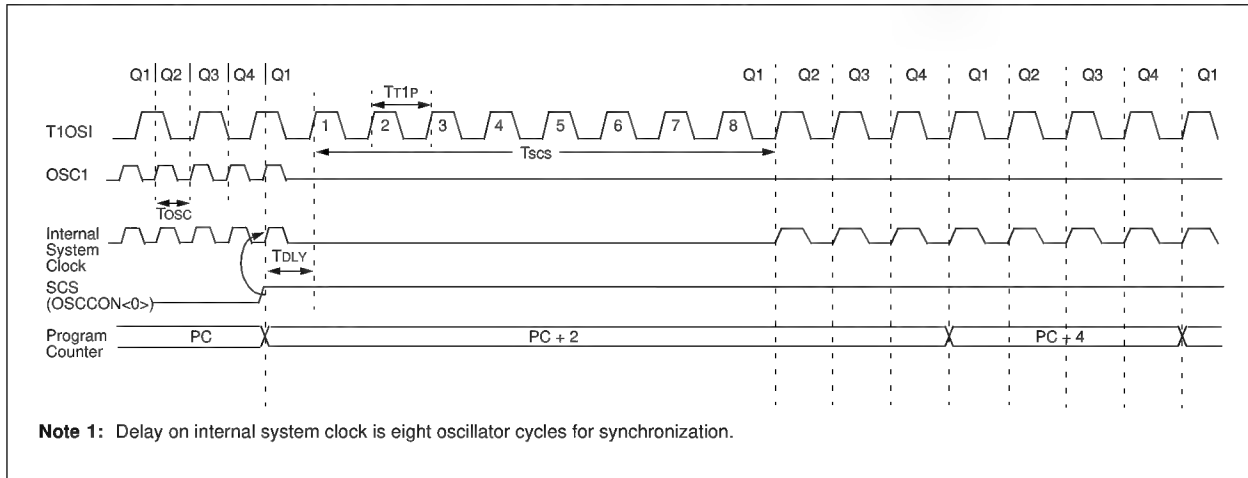 Q1 Q2 Q3 Q4 Q1 Q1 Q2 Q3 Q4 Q1 Q2 Q3 Q4 Q1
TT1P
T1OSI 1 2 3 4 5 6 7 8
TSCS
OSC1
TOSC
Internal
System
Clock
TDLY
SCS
(OSCCON<0>)
Program
Counter
PC PC + 2 PC + 4
Note 1: Delay on internal system clock is eight oscillator cycles for synchronization.